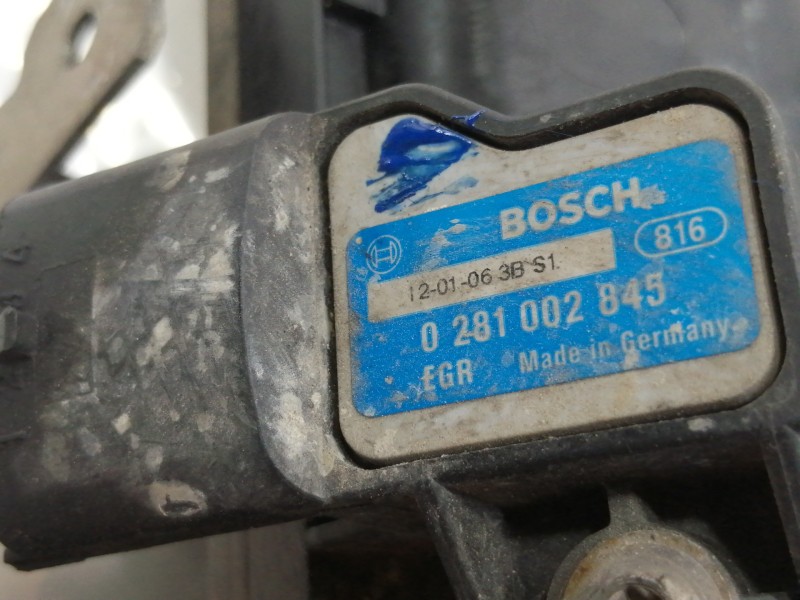 BOSCH
816
12-01-06 3B S1
0 281 002 845
EGR Made in Germany